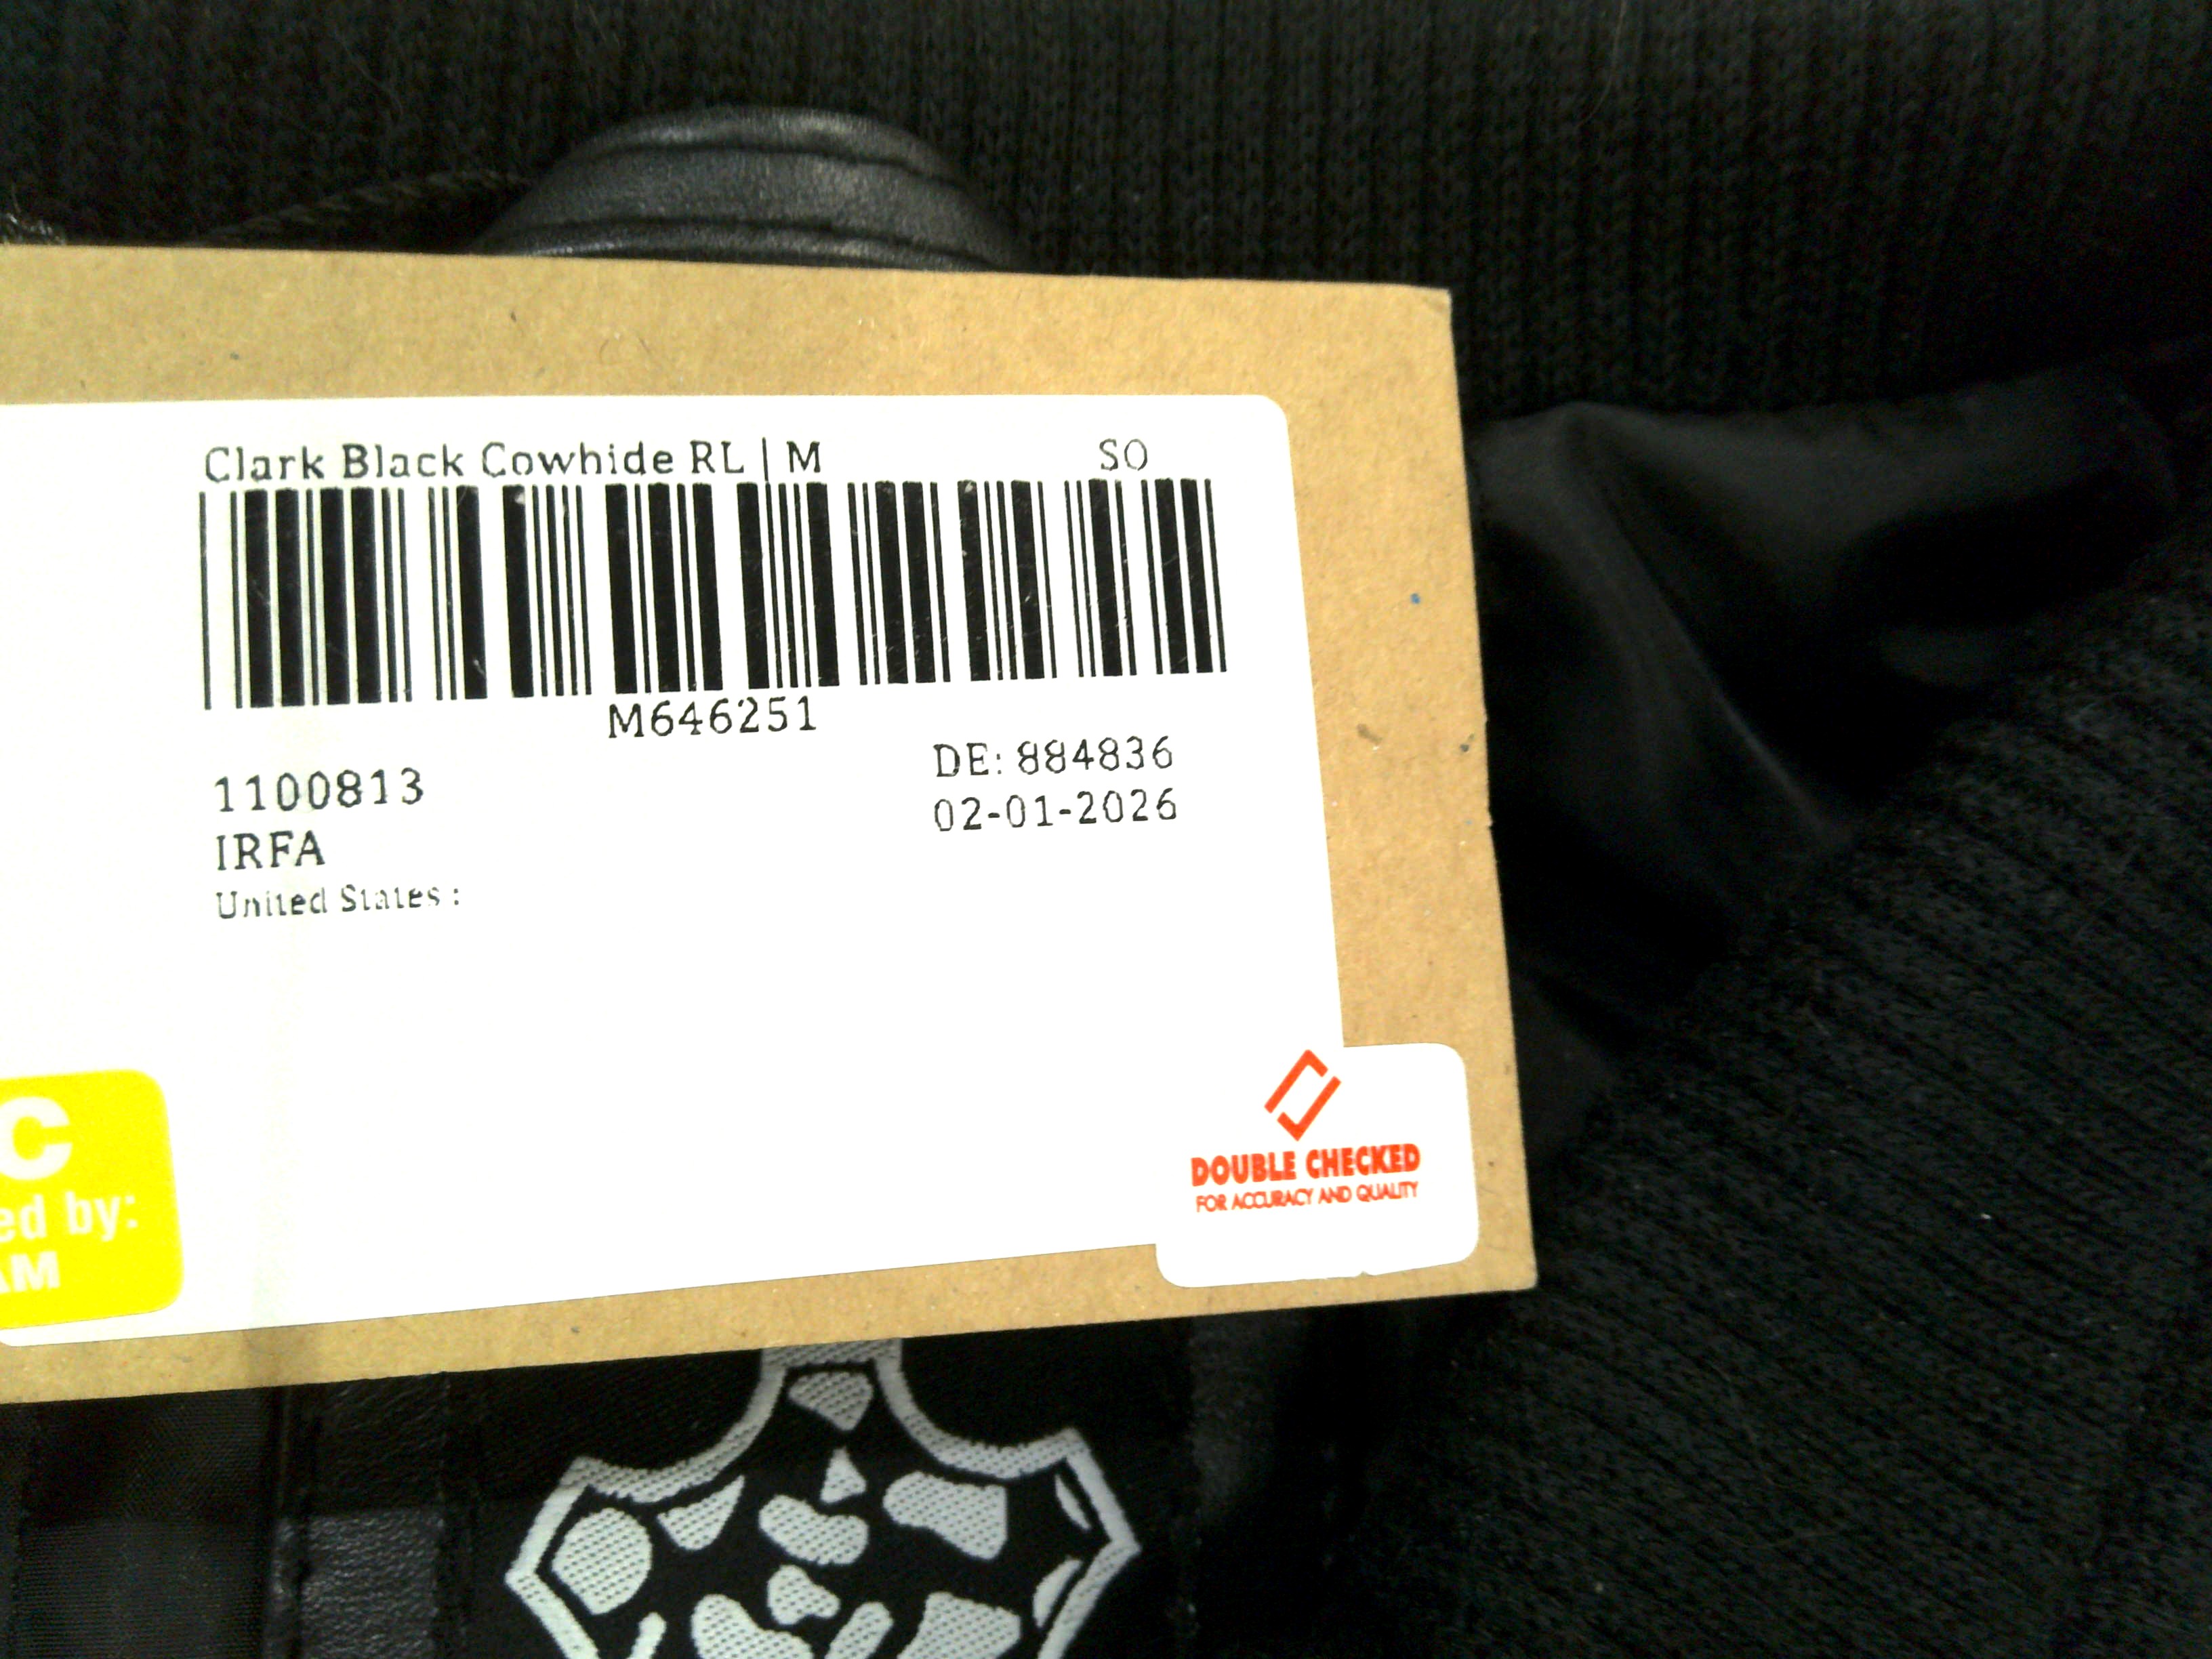 Clark Black Cowhide RL | M SO
M646251
DE: 884836
1100813
02-01-2026
IRFA
United States :
C
ed by:
AM
DOUBLE CHECKED
FOR ACCURACY AND QUALITY